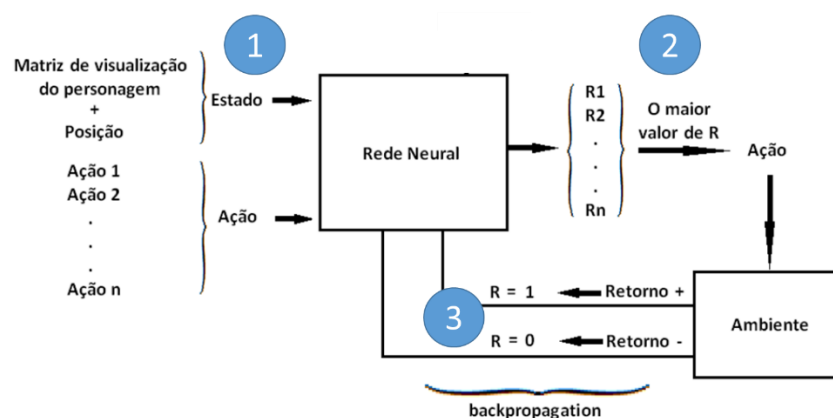 1
Matriz de visualização
do personagem
+
Posição
Estado
Ação 1
Ação 2
.
.
.
Ação n
Ação
Rede Neural
2
R1
R2
.
.
.
Rn
O maior
valor de R
Ação
3
R = 1
Retorno +
R = 0
Retorno -
Ambiente
backpropagation